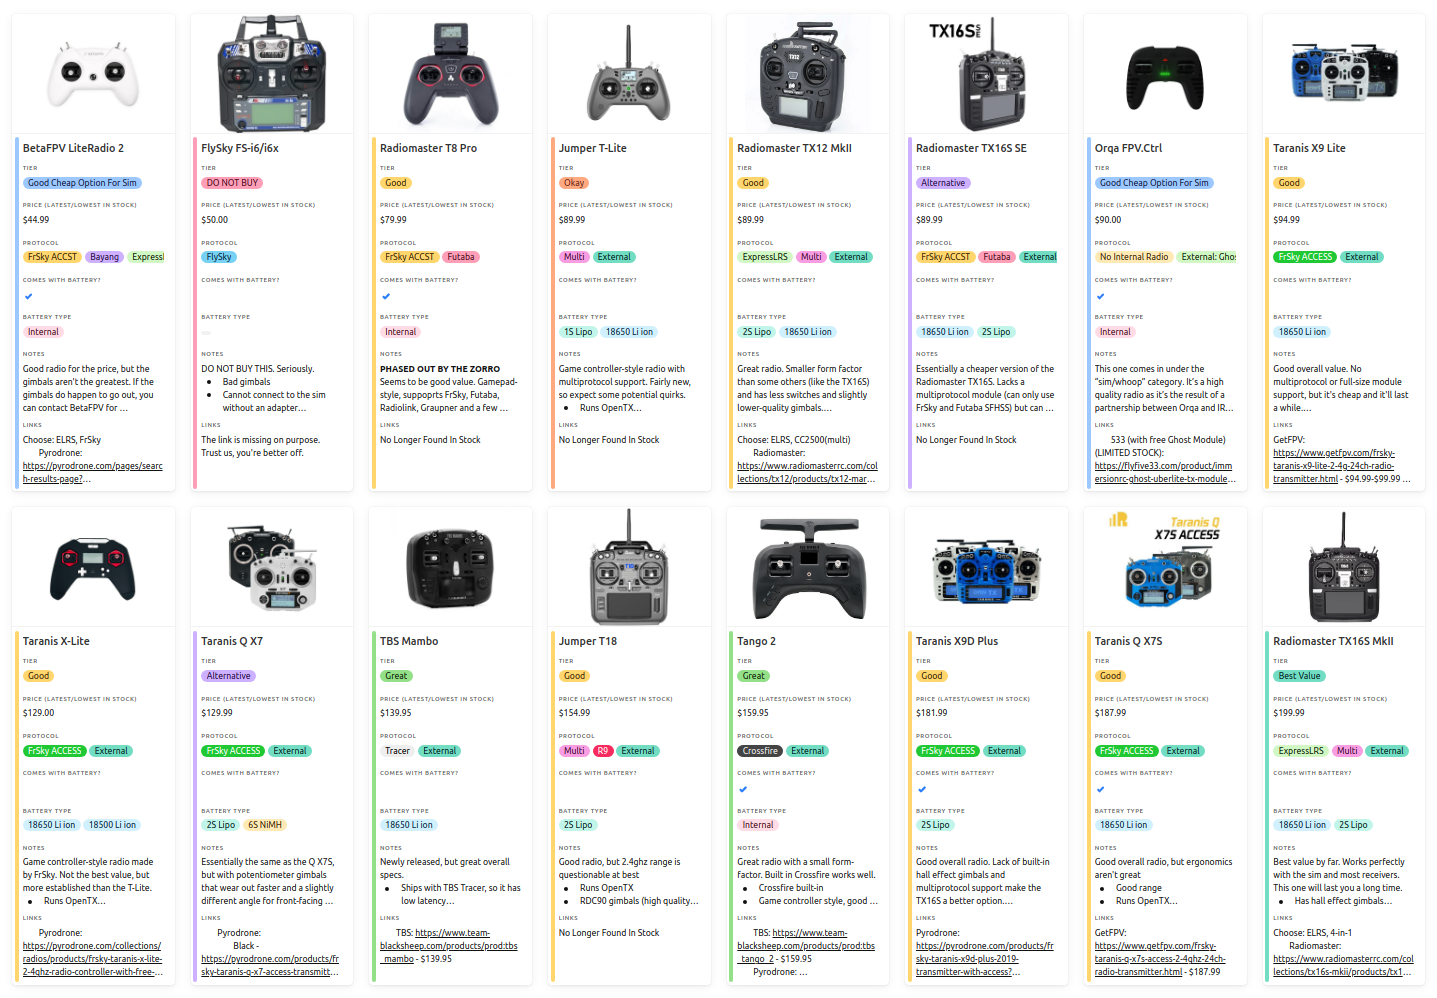 BetaFPV LiteRadio 2
TIER
Good Cheap Option For Sim
PRICE (LATEST/LOWEST IN STOCK)
$44.99
PROTOCOL
FrSky ACCST Bayang Expressl
COMES WITH BATTERY?
BATTERY TYPE
Internal
NOTES
Good radio for the price, but the
gimbals aren't the greatest. If the
gimbals do happen to go out, you
can contact BetaFPV for ...
LINKS
Choose: ELRS, FrSky
Pyrodrone:
https://pyrodrone.com/pages/searc
h-results-page?...
FlySky FS-i6/i6x
TIER
DO NOT BUY
PRICE (LATEST/LOWEST IN STOCK)
$50.00
PROTOCOL
FlySky
COMES WITH BATTERY?
BATTERY TYPE
NOTES
DO NOT BUY THIS. Seriously.
• Bad gimbals
• Cannot connect to the sim
without an adapter...
LINKS
The link is missing on purpose.
Trust us, you're better off.
Radiomaster T8 Pro
TIER
Good
PRICE (LATEST/LOWEST IN STOCK)
$79.99
PROTOCOL
FrSky ACCST Futaba
COMES WITH BATTERY?
BATTERY TYPE
Internal
NOTES
PHASED OUT BY THE ZORRO
Seems to be good value. Gamepad-
style, suppoprts FrSky, Futaba,
Radiolink, Graupner and a few ...
LINKS
No Longer Found In Stock
Jumper T-Lite
TIER
Okay
PRICE (LATEST/LOWEST IN STOCK)
$89.99
PROTOCOL
Multi External
COMES WITH BATTERY?
BATTERY TYPE
1S Lipo 18650 Li ion
NOTES
Game controller-style radio with
multiprotocol support. Fairly new,
so expect some potential quirks.
• Runs OpenTX...
LINKS
No Longer Found In Stock
TX12
Radiomaster TX12 MkII
TIER
Good
PRICE (LATEST/LOWEST IN STOCK)
$89.99
PROTOCOL
ExpressLRS Multi External
COMES WITH BATTERY?
BATTERY TYPE
2S Lipo 18650 Li ion
NOTES
Great radio. Smaller form factor
than some others (like the TX16S)
and has less switches and slightly
lower-quality gimbals....
LINKS
Choose: ELRS, CC2500(multi)
Radiomaster:
https://www.radiomasterrc.com/col
lections/tx12/products/tx12-mar...
TX16S SE
Radiomaster TX16S SE
TIER
Alternative
PRICE (LATEST/LOWEST IN STOCK)
$89.99
PROTOCOL
FrSky ACCST Futaba External
COMES WITH BATTERY?
BATTERY TYPE
18650 Li ion 2S Lipo
NOTES
Essentially a cheaper version of the
Radiomaster TX16S. Lacks a
multiprotocol module (can only use
FrSky and Futaba SFHSS) but can ...
LINKS
No Longer Found In Stock
Orqa FPV.Ctrl
TIER
Good Cheap Option For Sim
PRICE (LATEST/LOWEST IN STOCK)
$90.00
PROTOCOL
No Internal Radio External: Ghos
COMES WITH BATTERY?
BATTERY TYPE
Internal
NOTES
This one comes in under the
"sim/whoop" category. It's a high
quality radio as it's the result of a
partnership between Orqa and IR...
LINKS
533 (with free Ghost Module)
(LIMITED STOCK):
https://flyfive33.com/product/imm
ersionrc-ghost-uberlite-tx-module...
Taranis X9 Lite
TIER
Good
PRICE (LATEST/LOWEST IN STOCK)
$94.99
PROTOCOL
FrSky ACCESS External
COMES WITH BATTERY?
BATTERY TYPE
18650 Li ion
NOTES
Good overall value. No
multiprotocol or full-size module
support, but it's cheap and it'll last
a while....
LINKS
GetFPV:
https://www.getfpv.com/frsky-
taranis-x9-lite-2-4g-24ch-radio-
transmitter.html - $94.99-$99.99 ...
Taranis X-Lite
TIER
Good
PRICE (LATEST/LOWEST IN STOCK)
$129.00
PROTOCOL
FrSky ACCESS External
COMES WITH BATTERY?
BATTERY TYPE
18650 Li ion 18500 Li ion
NOTES
Game controller-style radio made
by FrSky. Not the best value, but
more established than the T-Lite.
• Runs OpenTX...
LINKS
Pyrodrone:
https://pyrodrone.com/collections/
radios/products/frsky-taranis-x-lite-
2-4ghz-radio-controller-with-free-...
Taranis Q X7
TIER
Alternative
PRICE (LATEST/LOWEST IN STOCK)
$129.99
PROTOCOL
FrSky ACCESS External
COMES WITH BATTERY?
BATTERY TYPE
2S Lipo 6S NiMH
NOTES
Essentially the same as the Q X7S,
but with potentiometer gimbals
that wear out faster and a slightly
different angle for front-facing ...
LINKS
Pyrodrone:
Black -
https://pyrodrone.com/products/fr
sky-taranis-q-x7-access-transmitt...
TBS Mambo
TIER
Great
PRICE (LATEST/LOWEST IN STOCK)
$139.95
PROTOCOL
Tracer External
COMES WITH BATTERY?
BATTERY TYPE
18650 Li ion
NOTES
Newly released, but great overall
specs.
• Ships with TBS Tracer, so it has
low latency...
LINKS
TBS: https://www.team-
blacksheep.com/products/prod:tbs
_mambo - $139.95
Jumper T18
TIER
Good
PRICE (LATEST/LOWEST IN STOCK)
$154.99
PROTOCOL
Multi R9 External
COMES WITH BATTERY?
BATTERY TYPE
2S Lipo
NOTES
Good radio, but 2.4ghz range is
questionable at best
• Runs OpenTX
• RDC90 gimbals (high quality...
LINKS
No Longer Found In Stock
Tango 2
TIER
Great
PRICE (LATEST/LOWEST IN STOCK)
$159.95
PROTOCOL
Crossfire External
COMES WITH BATTERY?
BATTERY TYPE
Internal
NOTES
Great radio with a small form-
factor. Built in Crossfire works well.
• Crossfire built-in
• Game controller style, good ...
LINKS
TBS: https://www.team-
blacksheep.com/products/prod:tbs
_tango_2 - $159.95
Pyrodrone: ...
Taranis X9D Plus
TIER
Good
PRICE (LATEST/LOWEST IN STOCK)
$181.99
PROTOCOL
FrSky ACCESS External
COMES WITH BATTERY?
BATTERY TYPE
2S Lipo
NOTES
Good overall radio. Lack of built-in
hall effect gimbals and
multiprotocol support make the
TX16S a better option....
LINKS
Pyrodrone:
https://pyrodrone.com/products/fr
sky-taranis-x9d-plus-2019-
transmitter-with-access?...
Taranis Q
X7S ACCESS
Taranis Q X7S
TIER
Good
PRICE (LATEST/LOWEST IN STOCK)
$187.99
PROTOCOL
FrSky ACCESS External
COMES WITH BATTERY?
BATTERY TYPE
18650 Li ion
NOTES
Good overall radio, but ergonomics
aren't great
• Good range
• Runs OpenTX...
LINKS
GetFPV:
https://www.getfpv.com/frsky-
taranis-q-x7s-access-2-4ghz-24ch-
radio-transmitter.html - $187.99
Radiomaster TX16S MkII
TIER
Best Value
PRICE (LATEST/LOWEST IN STOCK)
$199.99
PROTOCOL
ExpressLRS Multi External
COMES WITH BATTERY?
BATTERY TYPE
18650 Li ion 2S Lipo
NOTES
Best value by far. Works perfectly
with the sim and most receivers.
This one will last you a long time.
• Has hall effect gimbals...
LINKS
Choose: ELRS, 4-in-1
Radiomaster:
https://www.radiomasterrc.com/col
lections/tx16s-mkii/products/tx1...